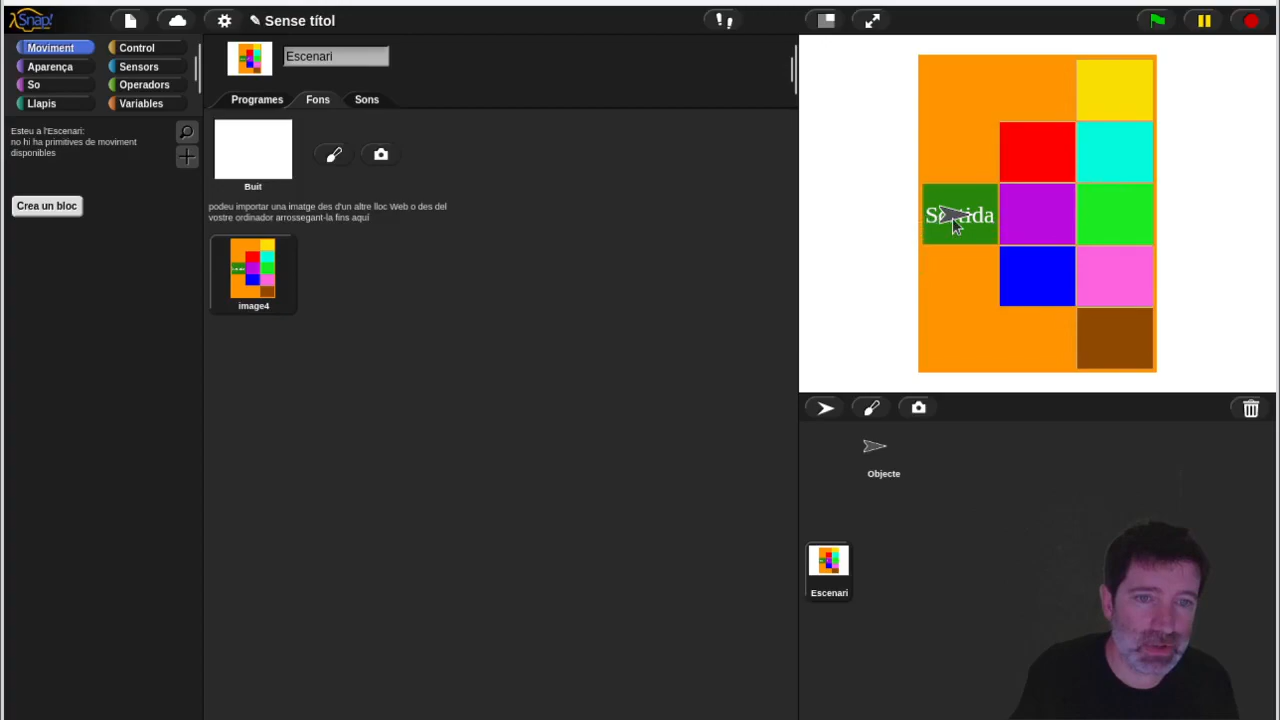 Snap!
Sense títol
Moviment
Control
Aparença
Sensors
So
Operadors
Llapis
Variables
Esteu a l'Escenari:
no hi ha primitives de moviment
disponibles
Crea un bloc
Escenari
Programes
Fons
Sons
Buit
podeu importar una imatge des d'un altre lloc Web o des del
vostre ordinador arrossegant-la fins aquí
image4
Objecte
Escenari